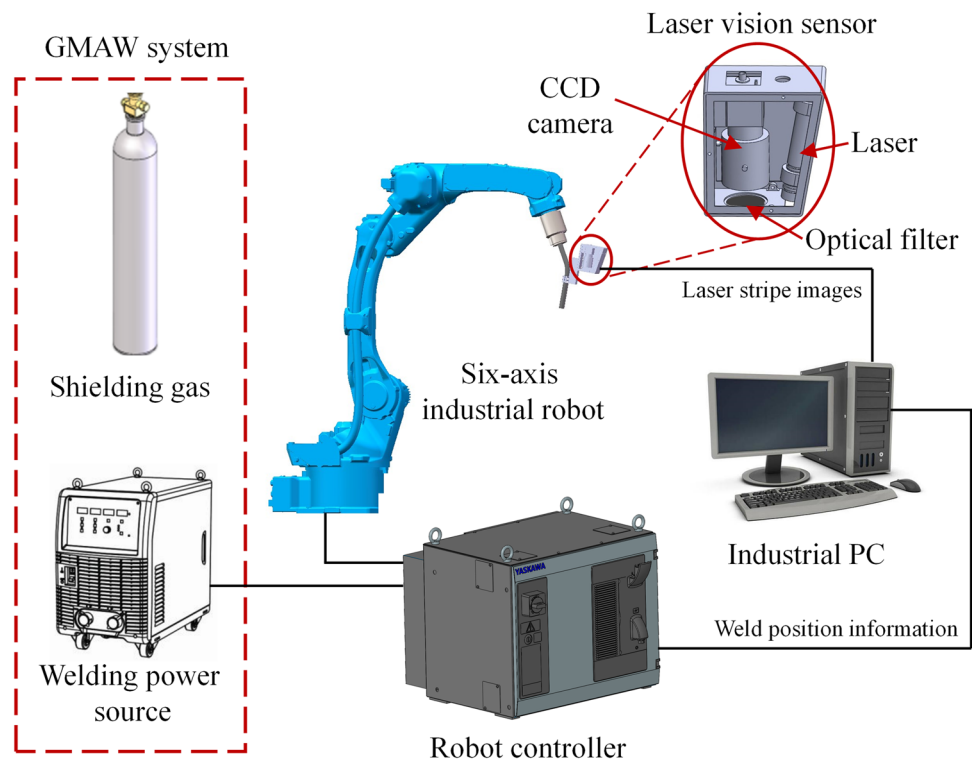 GMAW system
Laser vision sensor
CCD
camera
Laser
Optical filter
Laser stripe images
Shielding gas
Six-axis
industrial robot
Industrial PC
YASKAWA
Weld position information
Welding power
source
Robot controller